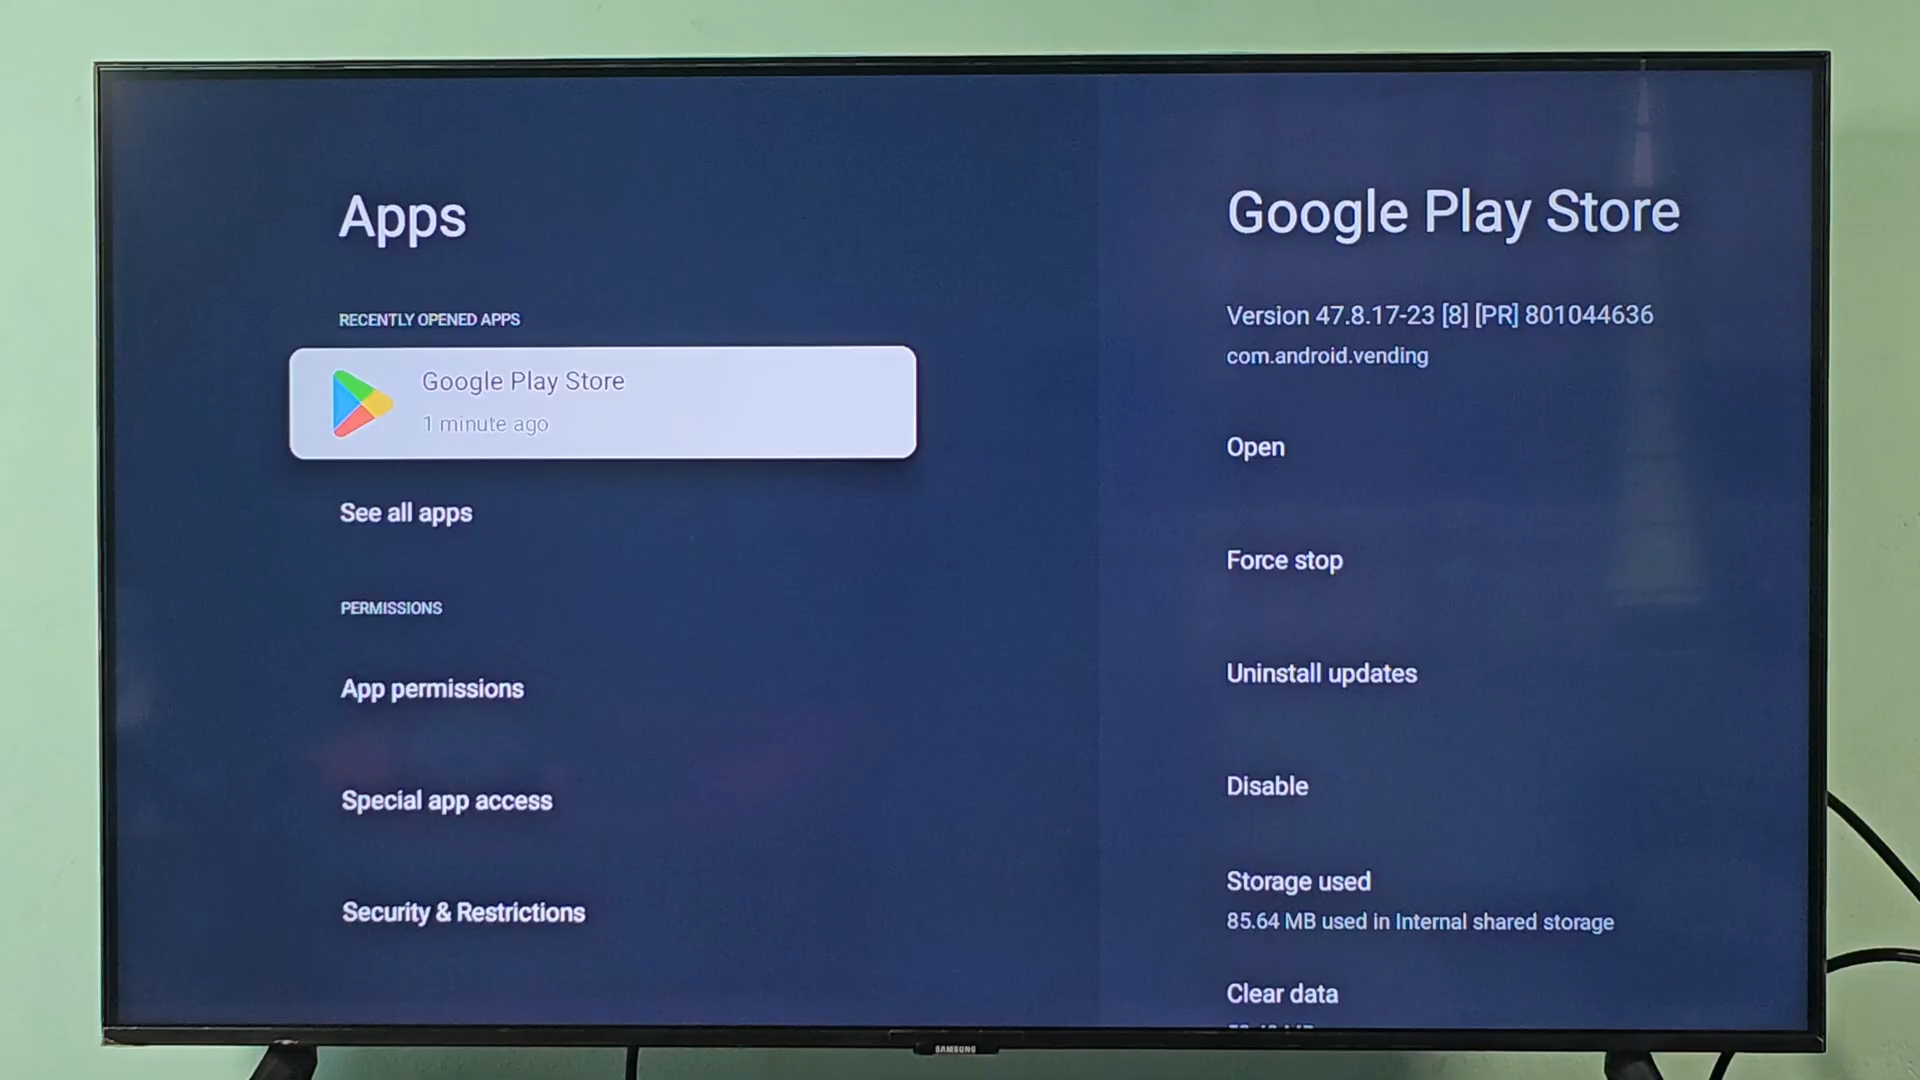 Apps
RECENTLY OPENED APPS
Google Play Store
1 minute ago
See all apps
PERMISSIONS
App permissions
Special app access
Security & Restrictions
Google Play Store
Version 47.8.17-23 [8] [PR] 801044636
com.android.vending
Open
Force stop
Uninstall updates
Disable
Storage used
85.64 MB used in Internal shared storage
Clear data
SAMSUNG